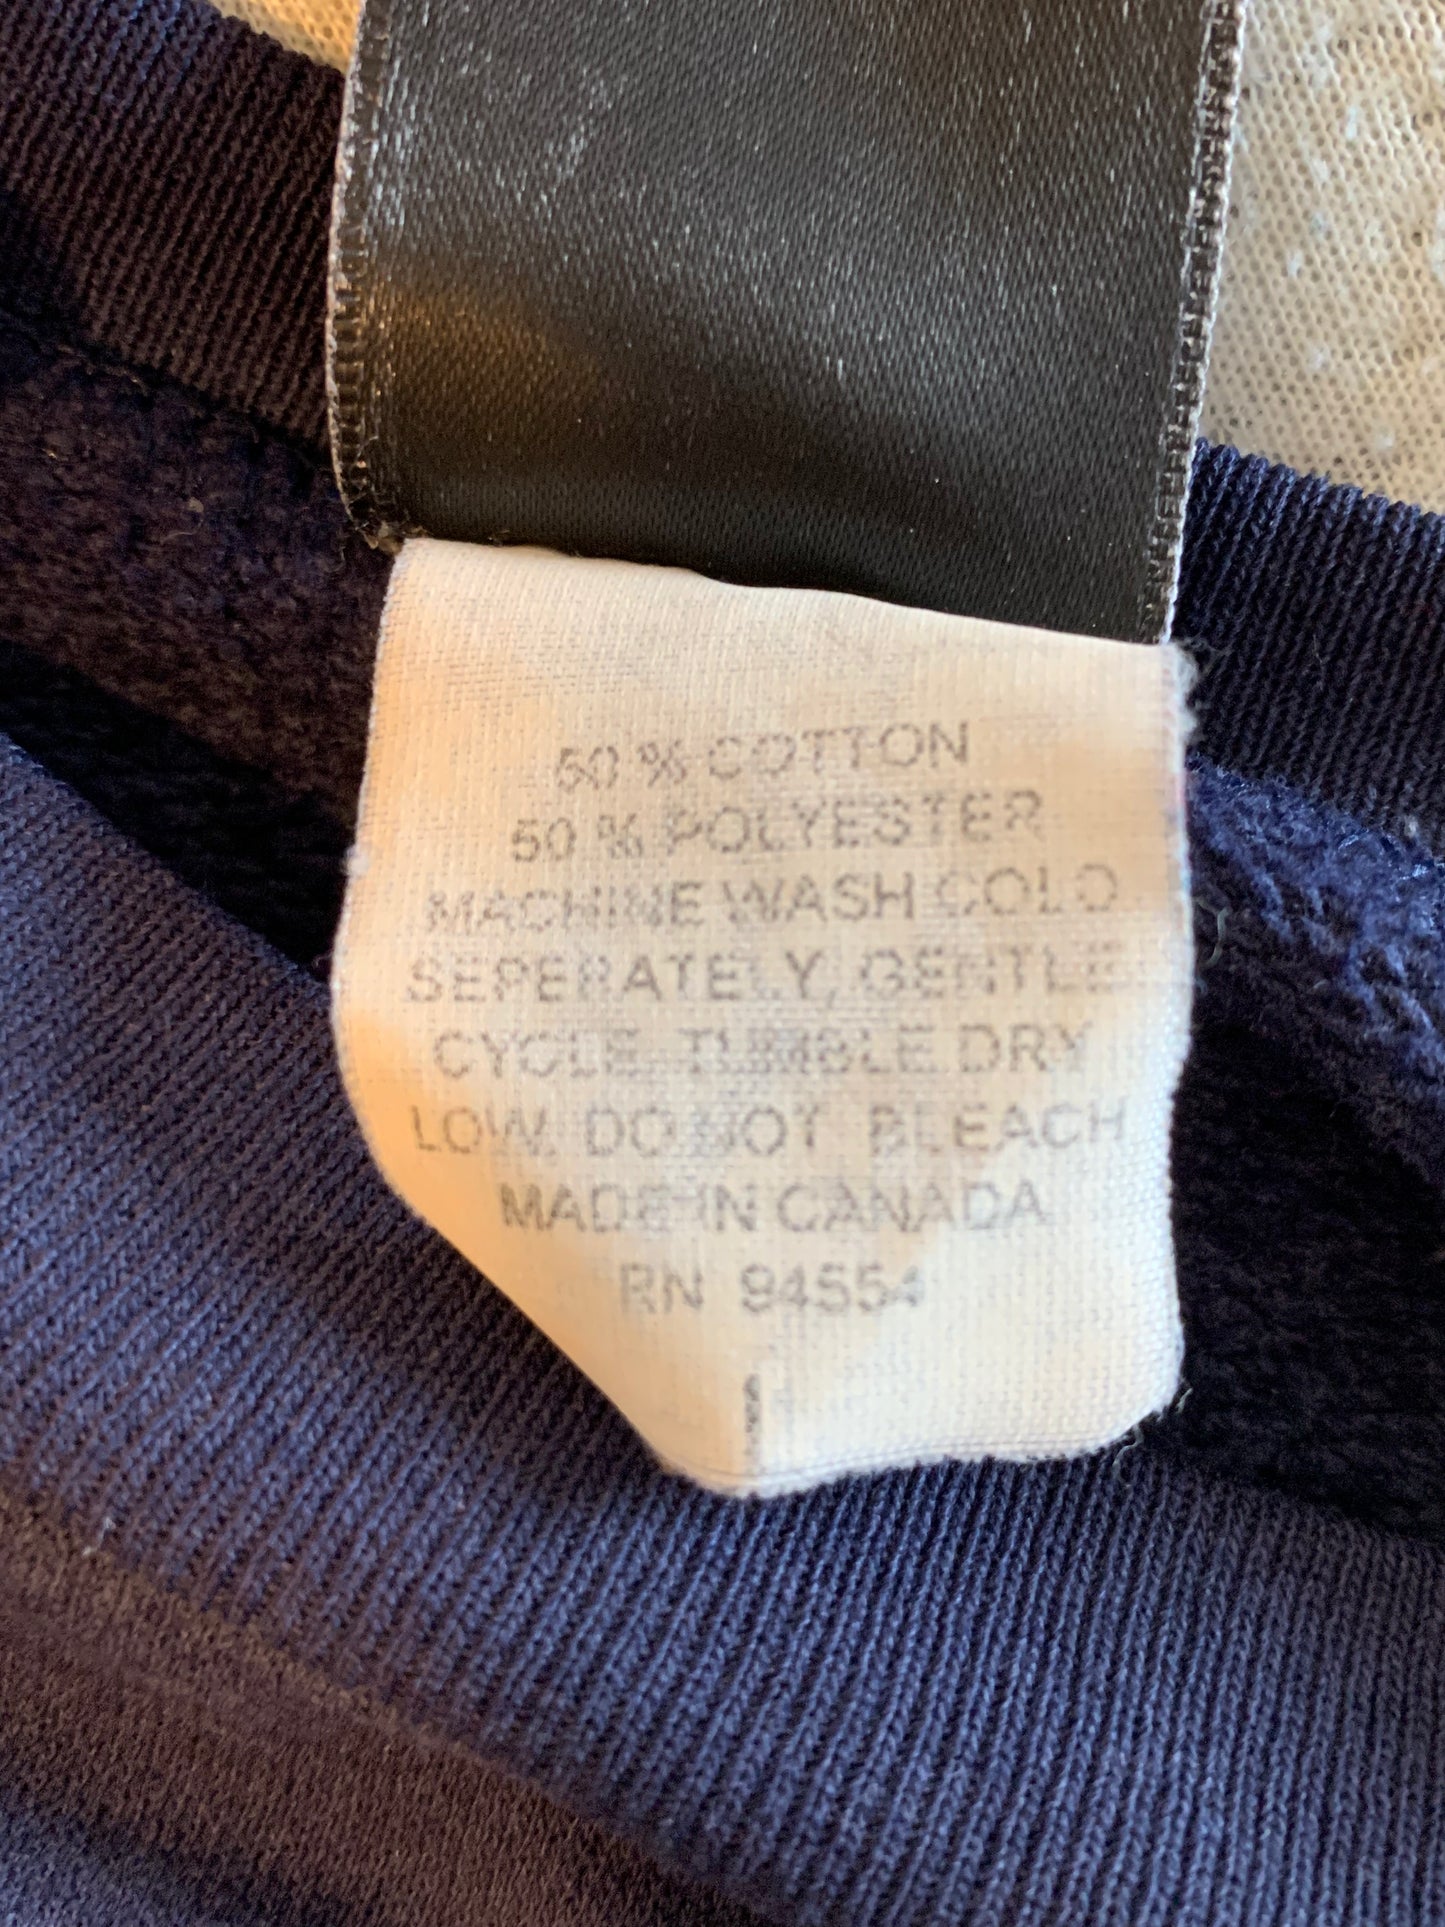 50 % COTTON
50 % POLYESTER
MACHINE WASH COLD
SEPERATELY, GENTLE
CYCLE. TUMBLE DRY
LOW. DO NOT BLEACH
MADE IN CANADA
RN 94554